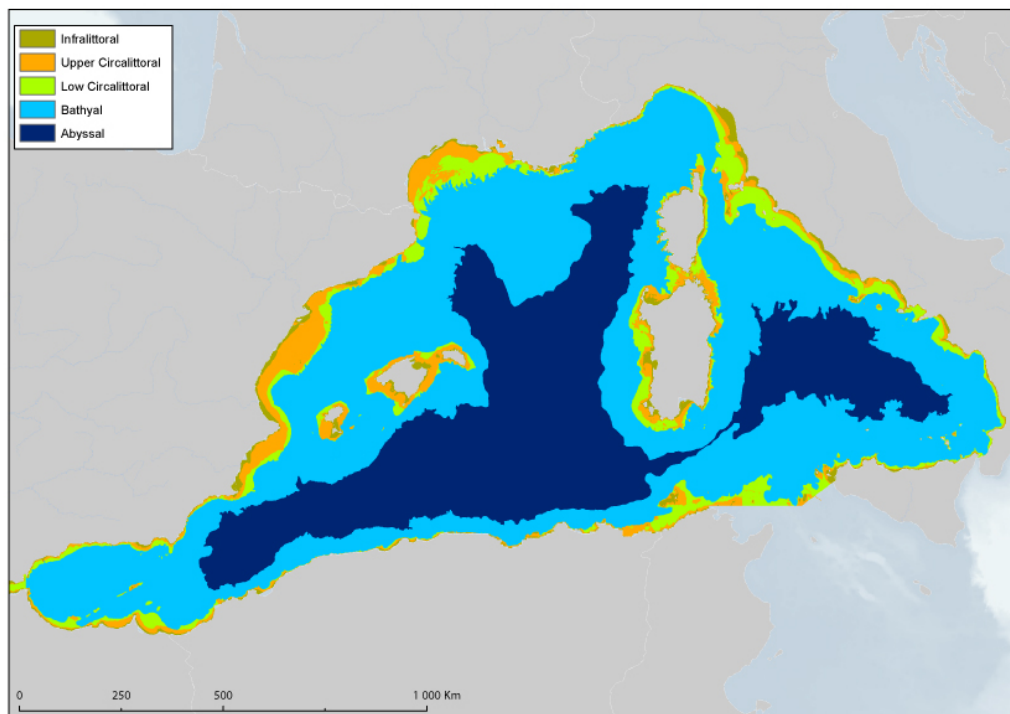 Infralittoral
Upper Circalittoral
Low Circalittoral
Bathyal
Abyssal
0 250 500 1 000 Km